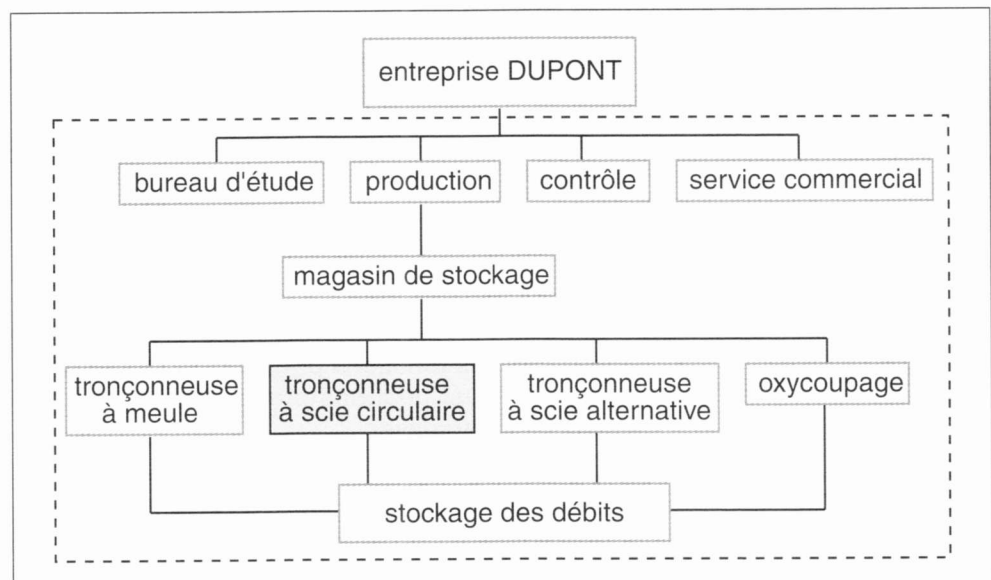 entreprise DUPONT
bureau d'étude
production
contrôle
service commercial
magasin de stockage
tronçonneuse
à meule
tronçonneuse
à scie circulaire
tronçonneuse
à scie alternative
oxycoupage
stockage des débits